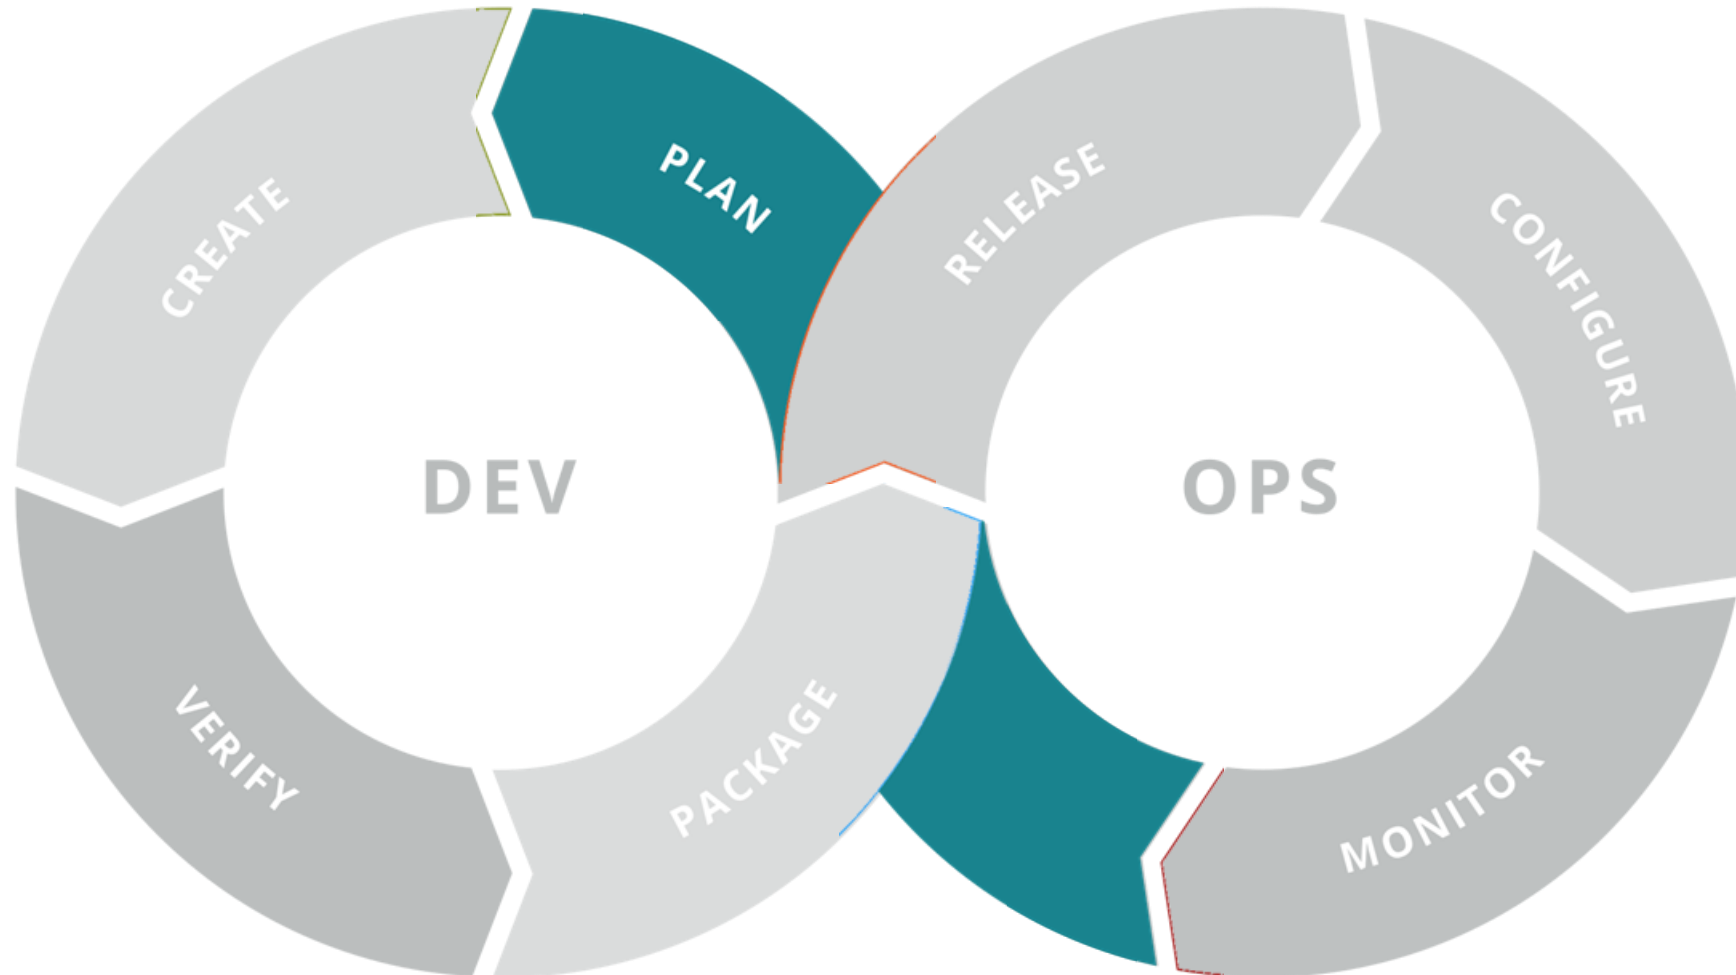 CREATE
PLAN
RELEASE
CONFIGURE
DEV
OPS
VERIFY
PACKAGE
MONITOR